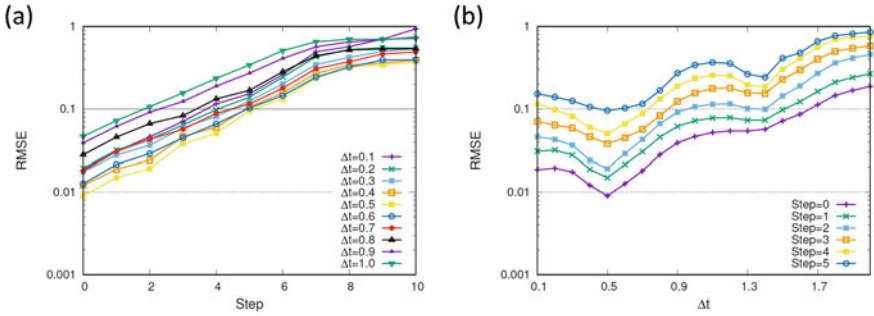 (a)
1
0.1
0.01
0.001
RMSE
0
2
4
6
8
10
Step
Δt=0.1
Δt=0.2
Δt=0.3
Δt=0.4
Δt=0.5
Δt=0.6
Δt=0.7
Δt=0.8
Δt=0.9
Δt=1.0
(b)
1
0.1
0.01
0.001
RMSE
0.1
0.5
0.9
1.3
1.7
Δt
Step=0
Step=1
Step=2
Step=3
Step=4
Step=5